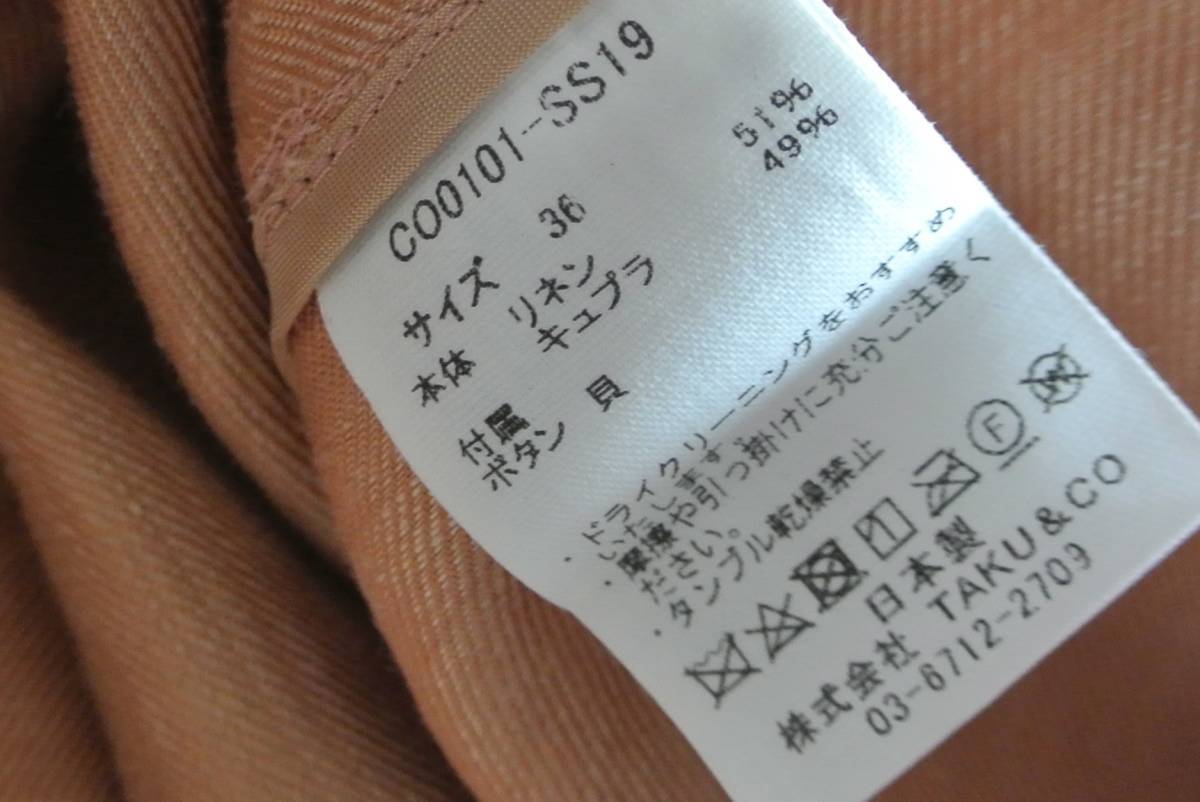 CO0101-SS19
サイズ 36
本体 リネン 51%
キュプラ 49%
付属
ボタン 貝
・ドライクリーニングをおすすめ
いたします。
・摩擦や引っ掛けに充分ご注意く
ださい。
・タンブル乾燥禁止
F W
日本製
株式会社 TAKU&CO
03-6712-2709